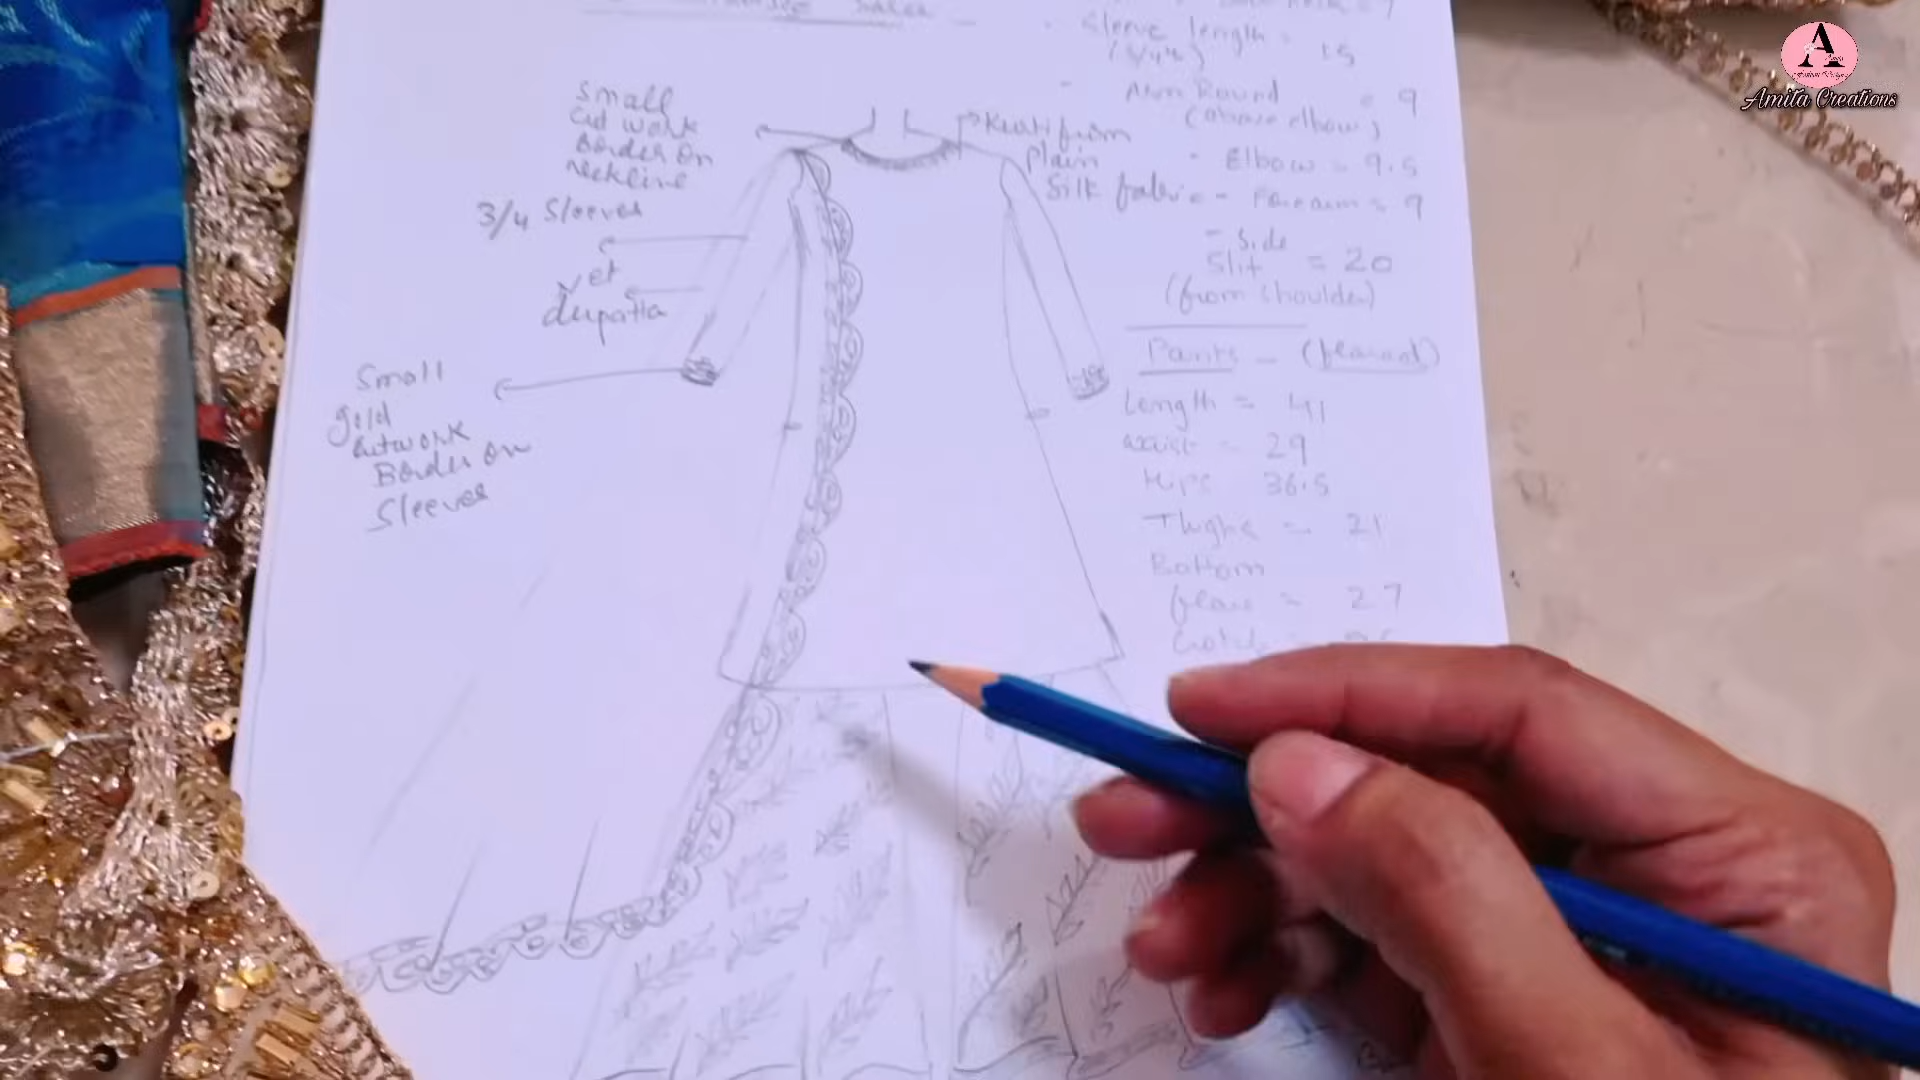 Sleeve length = 15
(3/4th)
- Arm Round = 9
(above elbow)
- Elbow = 9.5
- Forearm = 9
- Side
Slit = 20
(from shoulder)
Pants -
Length = 41
waist = 29
Hips 36.5
Thighs = 21
Bottom
flare = 27
Small
cut work
Border On
neckline
Kurti from
plain
Silk fabric
3/4 Sleeves
Net
dupatta
Small
gold
cutwork
Border on
Sleeves
A
Amita Creations